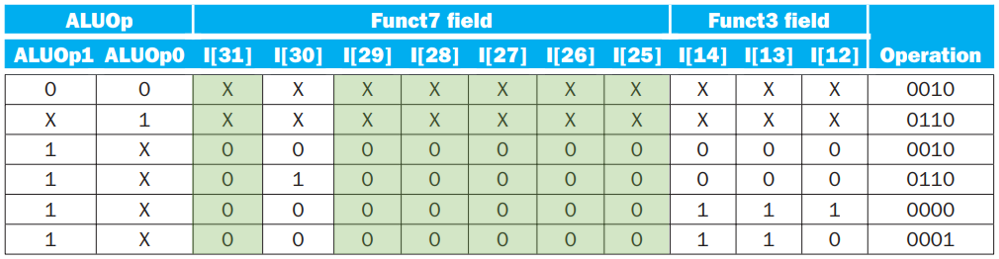 ALUOp Funct7 field Funct3 field
ALUOp1 ALUOp0 I[31] I[30] I[29] I[28] I[27] I[26] I[25] I[14] I[13] I[12] Operation
0 0 X X X X X X X X X X 0010
X 1 X X X X X X X X X X 0110
1 X 0 0 0 0 0 0 0 0 0 0 0010
1 X 0 1 0 0 0 0 0 0 0 0 0110
1 X 0 0 0 0 0 0 0 1 1 1 0000
1 X 0 0 0 0 0 0 0 1 1 0 0001